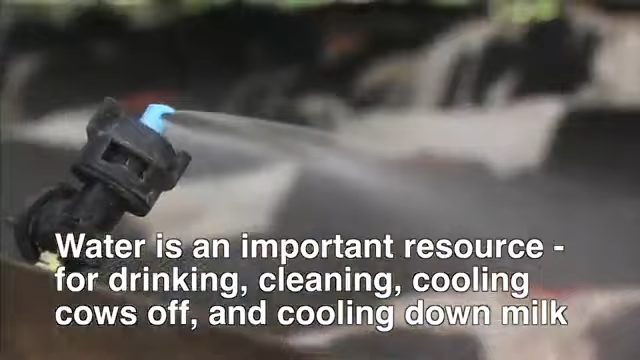 Water is an important resource -
for drinking, cleaning, cooling
cows off, and cooling down milk